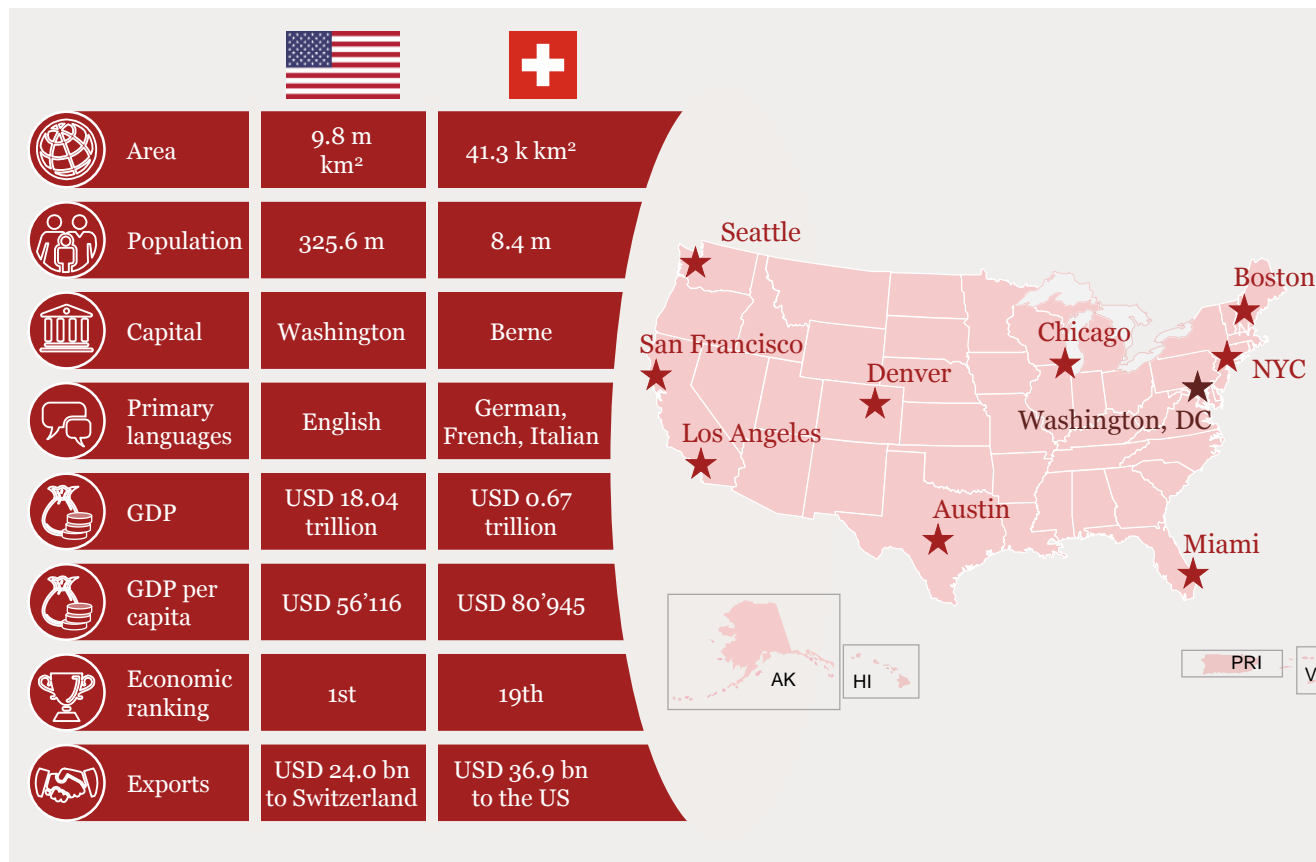 Area
9.8 m
km²
41.3 k km²
Population
325.6 m
8.4 m
Capital
Washington
Berne
Primary
languages
English
German,
French, Italian
GDP
USD 18.04
trillion
USD 0.67
trillion
GDP per
capita
USD 56’116
USD 80’945
Economic
ranking
1st
19th
Exports
USD 24.0 bn
to Switzerland
USD 36.9 bn
to the US
Seattle
Boston
San Francisco
Chicago
Denver
NYC
Washington, DC
Los Angeles
Austin
Miami
AK
HI
PRI
V
N